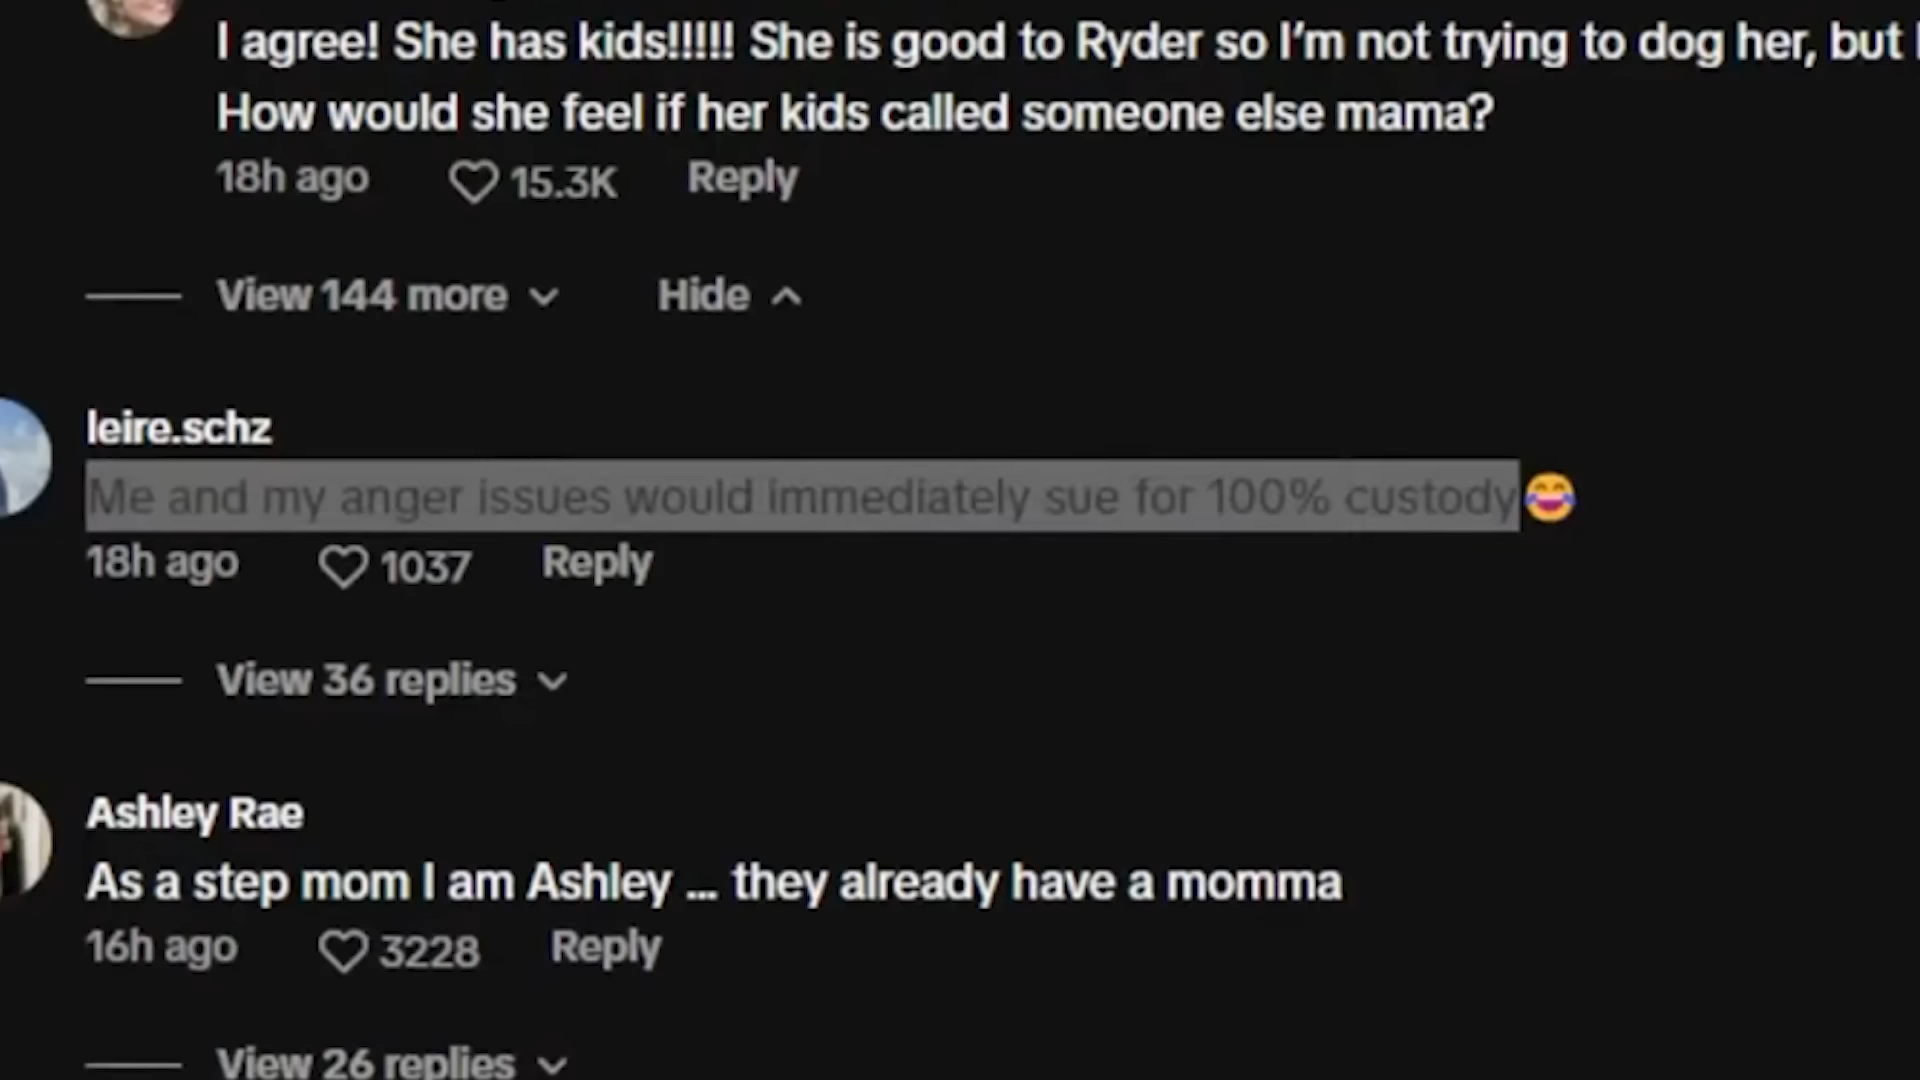 I agree! She has kids!!!!! She is good to Ryder so I'm not trying to dog her, but
How would she feel if her kids called someone else mama?
18h ago 15.3K Reply
View 144 more Hide
leire.schz
Me and my anger issues would immediately sue for 100% custody😂
18h ago 1037 Reply
View 36 replies
Ashley Rae
As a step mom I am Ashley ... they already have a momma
16h ago 3228 Reply
View 26 replies